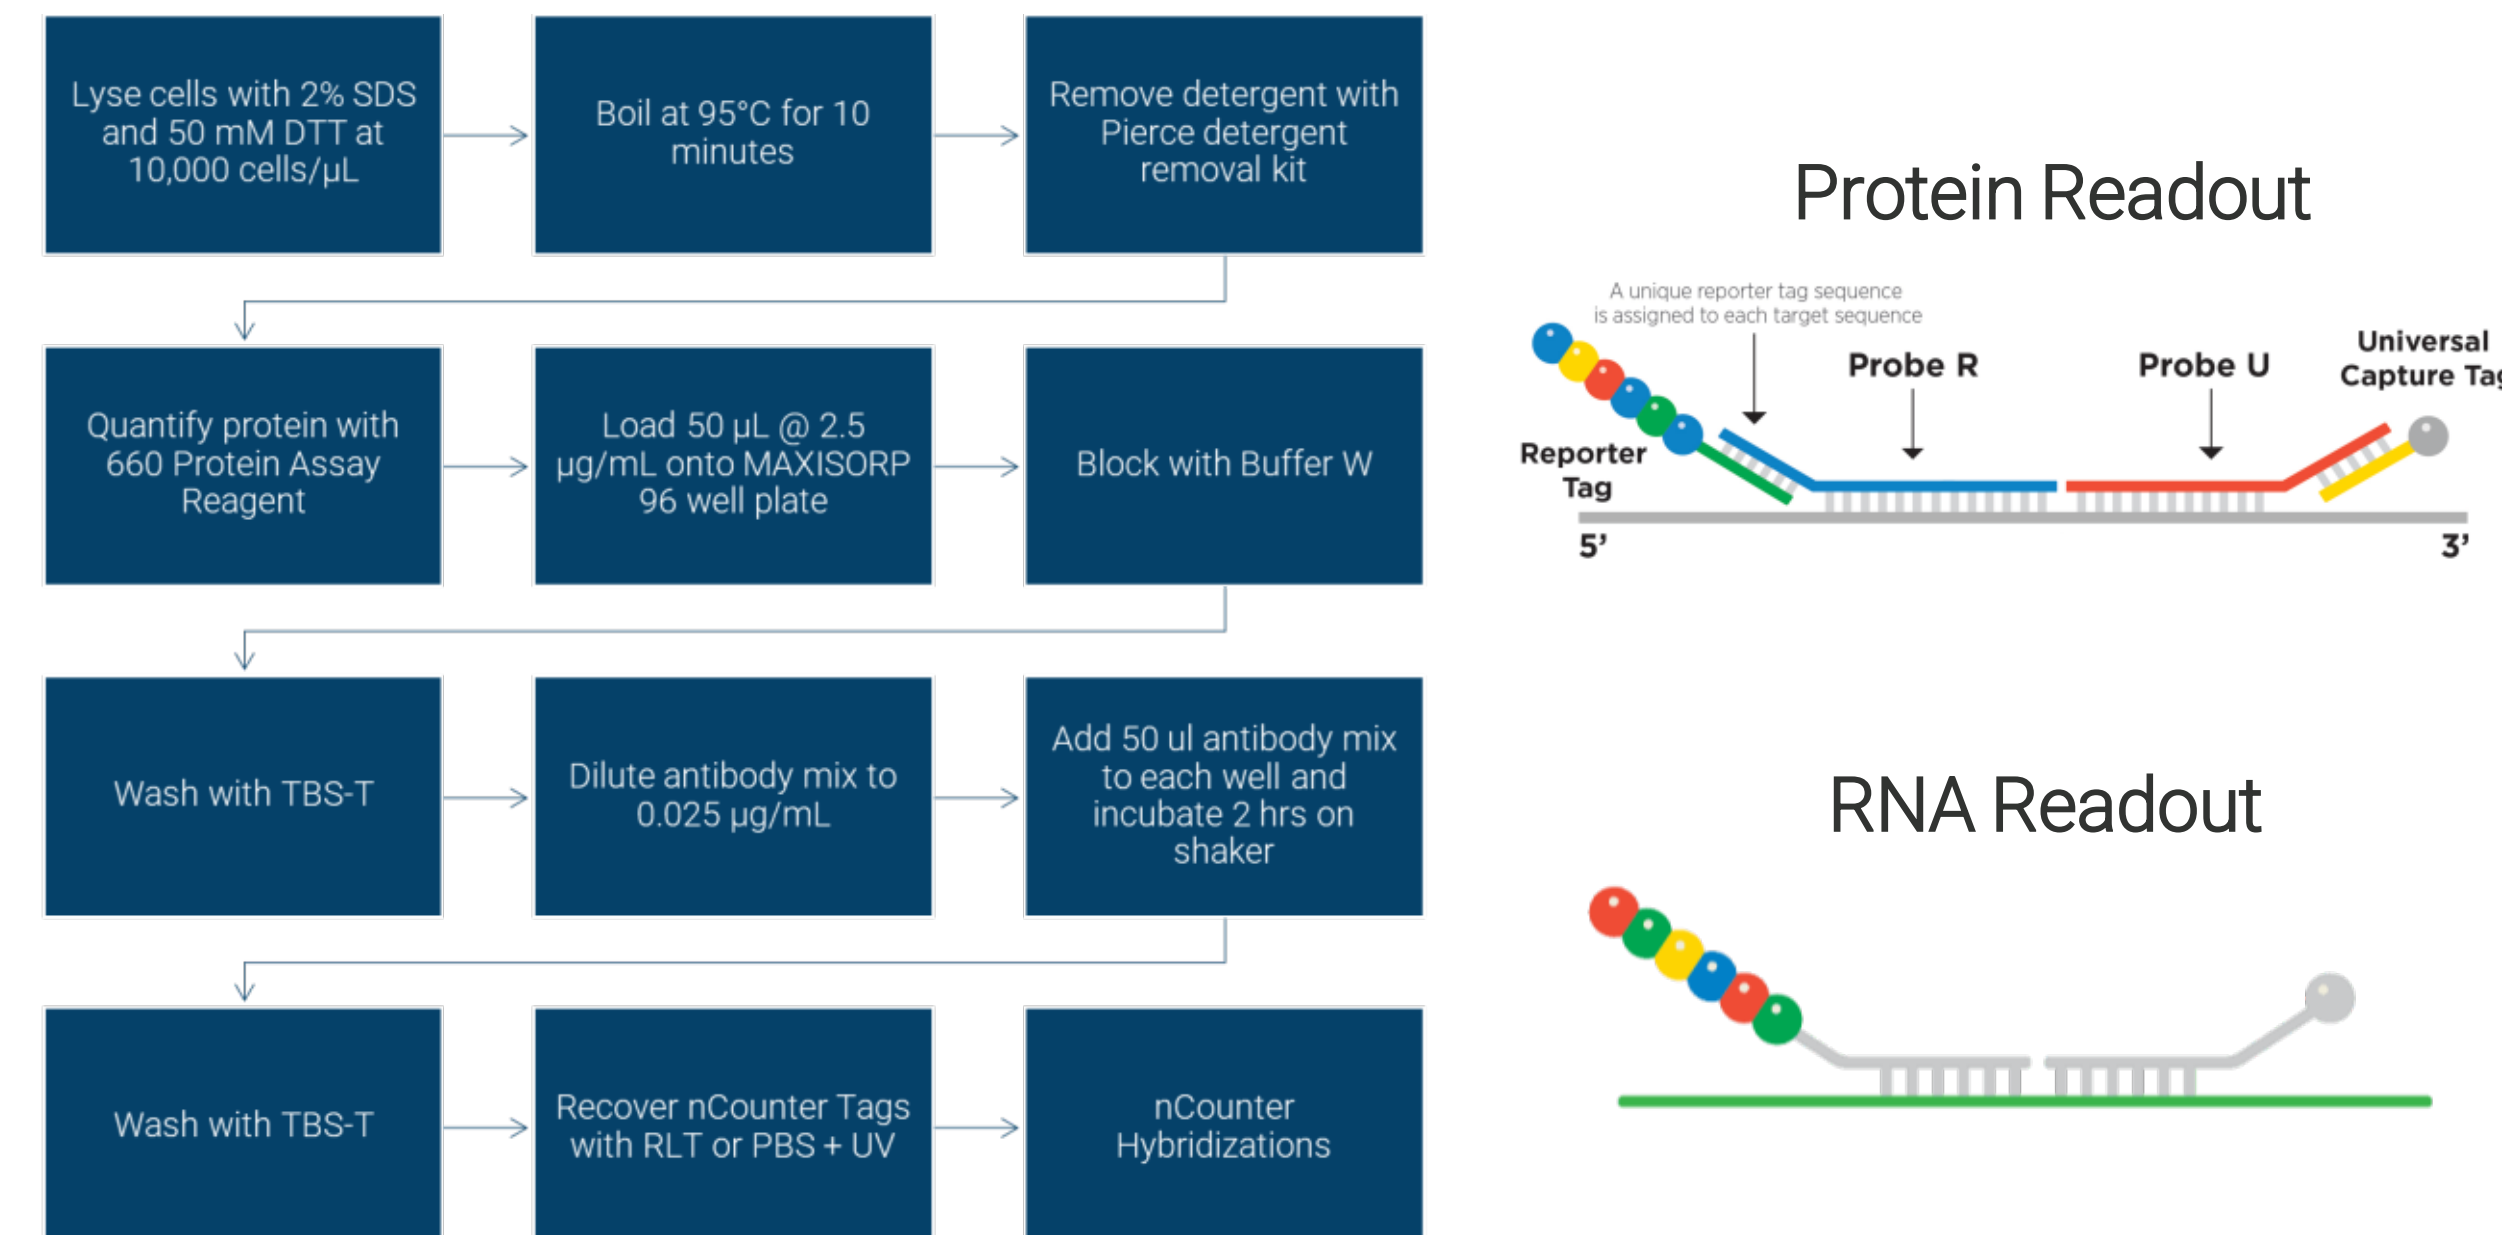 Lyse cells with 2% SDS
and 50 mM DTT at
10,000 cells/µL
Boil at 95°C for 10
minutes
Remove detergent with
Pierce detergent
removal kit
Quantify protein with
660 Protein Assay
Reagent
Load 50 µL @ 2.5
µg/mL onto MAXISORP
96 well plate
Block with Buffer W
Wash with TBS-T
Dilute antibody mix to
0.025 µg/mL
Add 50 ul antibody mix
to each well and
incubate 2 hrs on
shaker
Wash with TBS-T
Recover nCounter Tags
with RLT or PBS + UV
nCounter
Hybridizations
Protein Readout
A unique reporter tag sequence
is assigned to each target sequence
Probe R
Probe U
Universal
Capture Tag
Reporter
Tag
5’
3’
RNA Readout